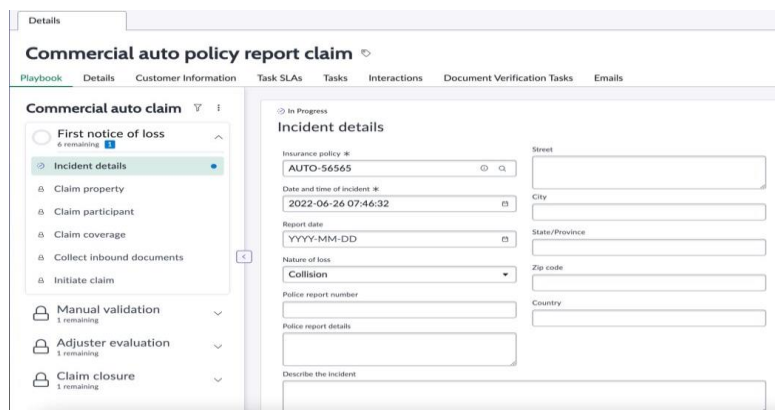 Details
Commercial auto policy report claim
Playbook Details Customer Information Task SLAs Tasks Interactions Document Verification Tasks Emails
Commercial auto claim
First notice of loss
6 remaining 1
Incident details
Claim property
Claim participant
Claim coverage
Collect inbound documents
Initiate claim
Manual validation
1 remaining
Adjuster evaluation
1 remaining
Claim closure
1 remaining
In Progress
Incident details
Insurance policy *
AUTO-56565
Date and time of incident *
2022-06-26 07:46:32
Report date
YYYY-MM-DD
Nature of loss
Collision
Police report number
Police report details
Describe the incident
Street
City
State/Province
Zip code
Country